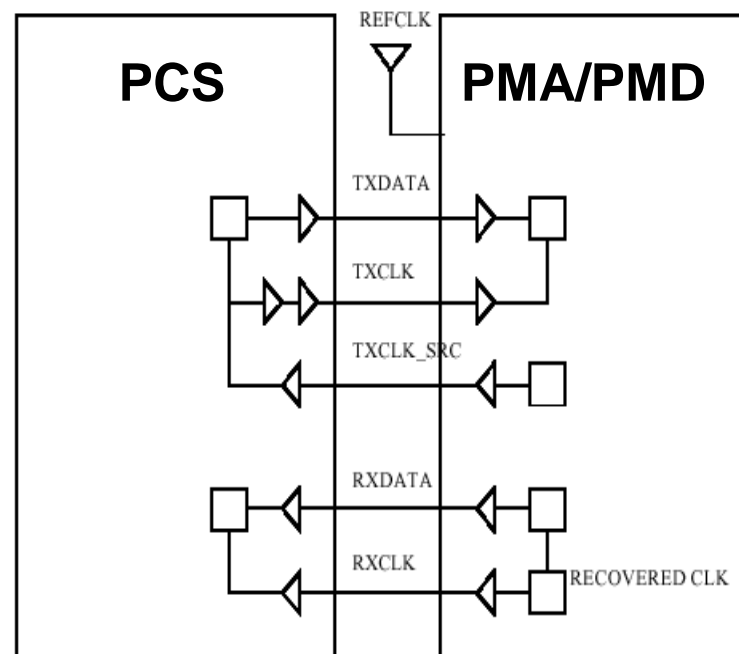 REFCLK
PCS
PMA/PMD
TXDATA
TXCLK
TXCLK_SRC
RXDATA
RXCLK
RECOVERED CLK